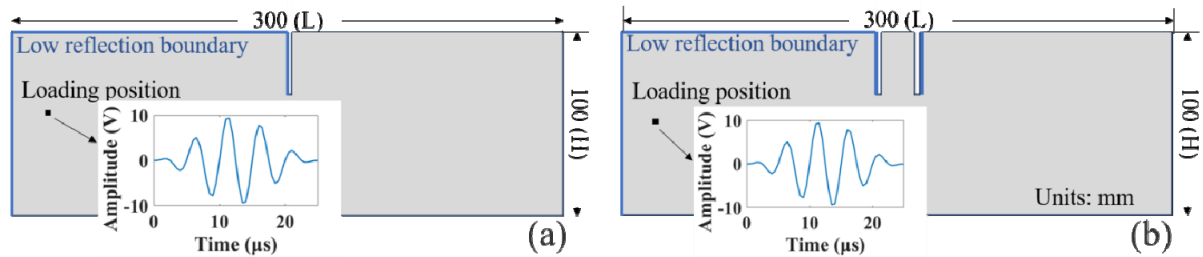 300 (L)
Low reflection boundary
Loading position
10
0
-10
Amplitude (V)
0
10
20
Time (μs)
100 (H)
(a)
300 (L)
Low reflection boundary
Loading position
10
0
-10
Amplitude (V)
0
10
20
Time (μs)
100 (H)
Units: mm
(b)